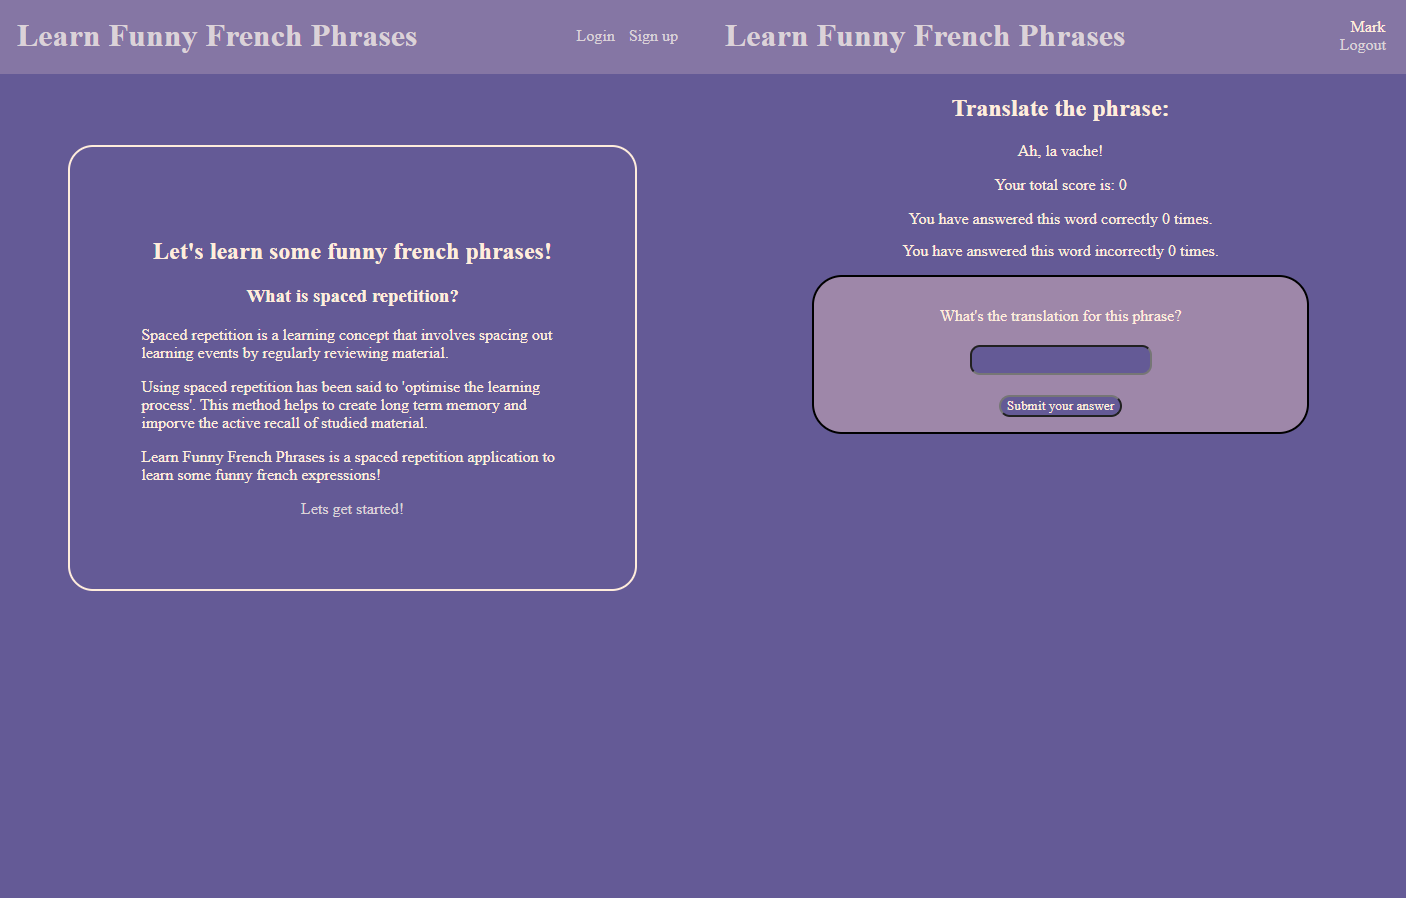 Learn Funny French Phrases
Login Sign up
Let's learn some funny french phrases!
What is spaced repetition?
Spaced repetition is a learning concept that involves spacing out
learning events by regularly reviewing material.
Using spaced repetition has been said to 'optimise the learning
process'. This method helps to create long term memory and
imporve the active recall of studied material.
Learn Funny French Phrases is a spaced repetition application to
learn some funny french expressions!
Lets get started!
Learn Funny French Phrases
Mark
Logout
Translate the phrase:
Ah, la vache!
Your total score is: 0
You have answered this word correctly 0 times.
You have answered this word incorrectly 0 times.
What's the translation for this phrase?
Submit your answer